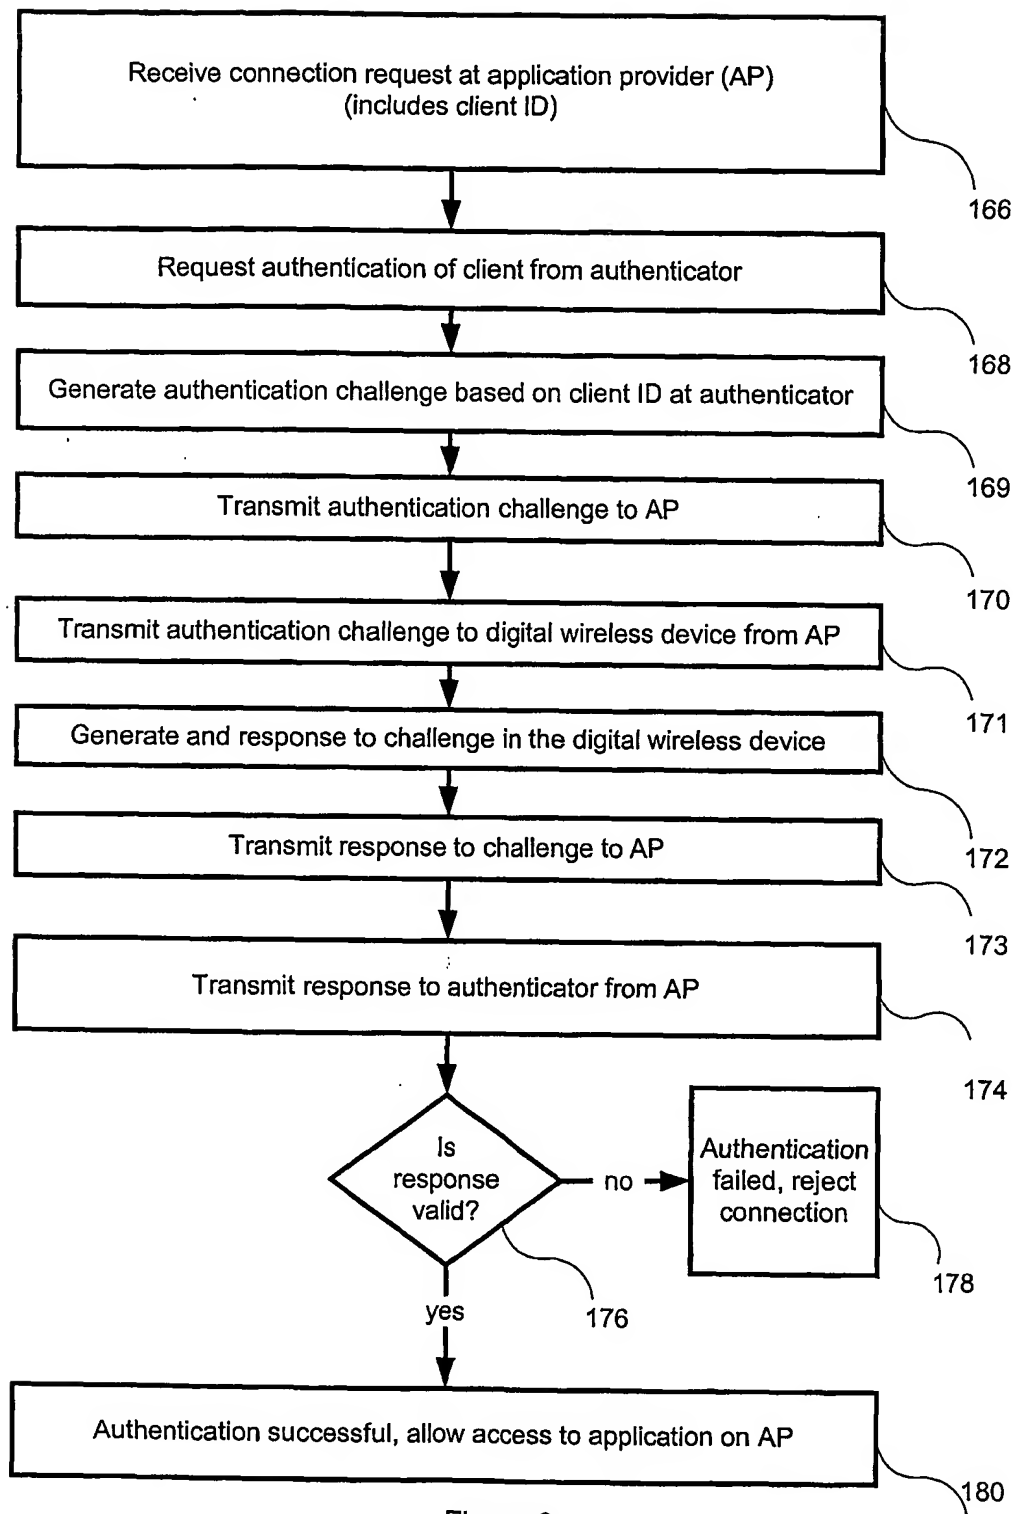 Receive connection request at application provider (AP)
(includes client ID)
166
Request authentication of client from authenticator
168
Generate authentication challenge based on client ID at authenticator
169
Transmit authentication challenge to AP
170
Transmit authentication challenge to digital wireless device from AP
171
Generate and response to challenge in the digital wireless device
172
Transmit response to challenge to AP
173
Transmit response to authenticator from AP
174
Is
response
valid?
no
Authentication
failed, reject
connection
178
176
yes
Authentication successful, allow access to application on AP
180